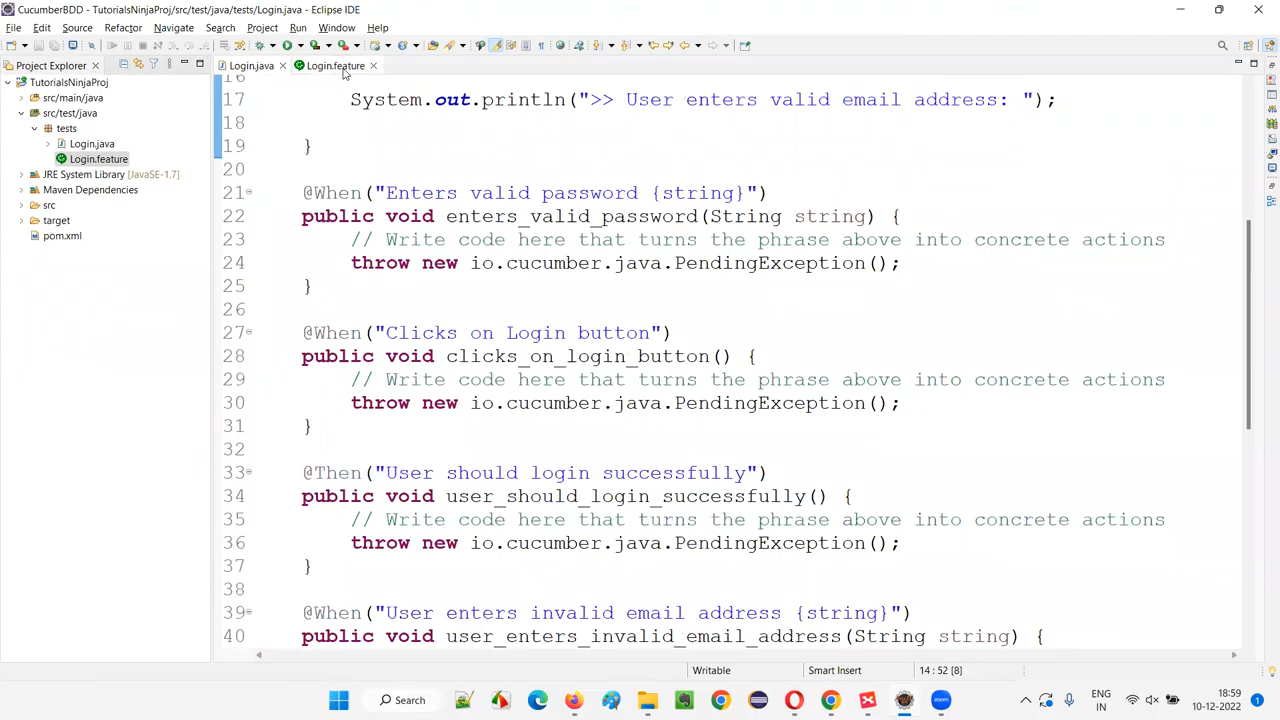 CucumberBDD - TutorialsNinjaProj/src/test/java/tests/Login.java - Eclipse IDE
File Edit Source Refactor Navigate Search Project Run Window Help
Project Explorer
Login.java
Login.feature
TutorialsNinjaProj
src/main/java
src/test/java
tests
Login.java
Login.feature
JRE System Library [JavaSE-1.7]
Maven Dependencies
src
target
pom.xml
16
17 System.out.println(">> User enters valid email address: ");
18
19 }
20
21 @When("Enters valid password {string}")
22 public void enters_valid_password(String string) {
23 // Write code here that turns the phrase above into concrete actions
24 throw new io.cucumber.java.PendingException();
25 }
26
27 @When("Clicks on Login button")
28 public void clicks_on_login_button() {
29 // Write code here that turns the phrase above into concrete actions
30 throw new io.cucumber.java.PendingException();
31 }
32
33 @Then("User should login successfully")
34 public void user_should_login_successfully() {
35 // Write code here that turns the phrase above into concrete actions
36 throw new io.cucumber.java.PendingException();
37 }
38
39 @When("User enters invalid email address {string}")
40 public void user_enters_invalid_email_address(String string) {
Writable Smart Insert 14 : 52 [8]
Search
zoom
ENG
IN
18:59
10-12-2022
1